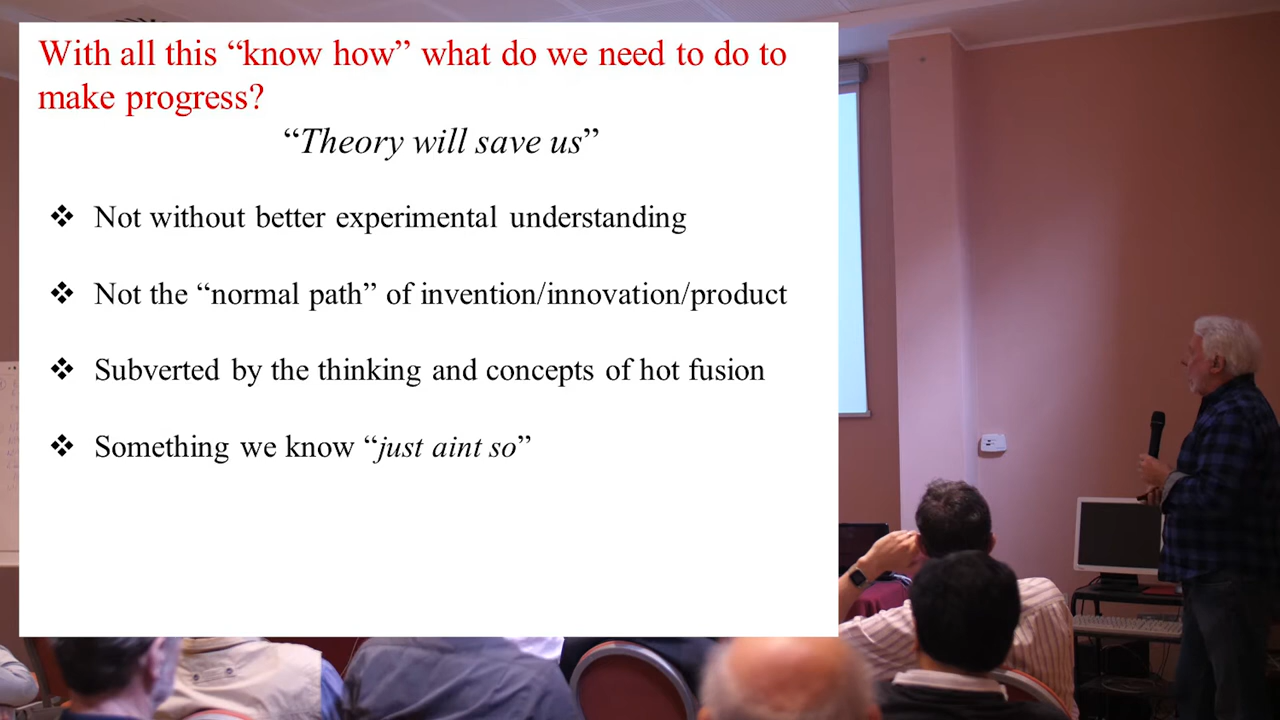 With all this “know how” what do we need to do to
make progress?
“Theory will save us”
❖ Not without better experimental understanding
❖ Not the “normal path” of invention/innovation/product
❖ Subverted by the thinking and concepts of hot fusion
❖ Something we know “just aint so”